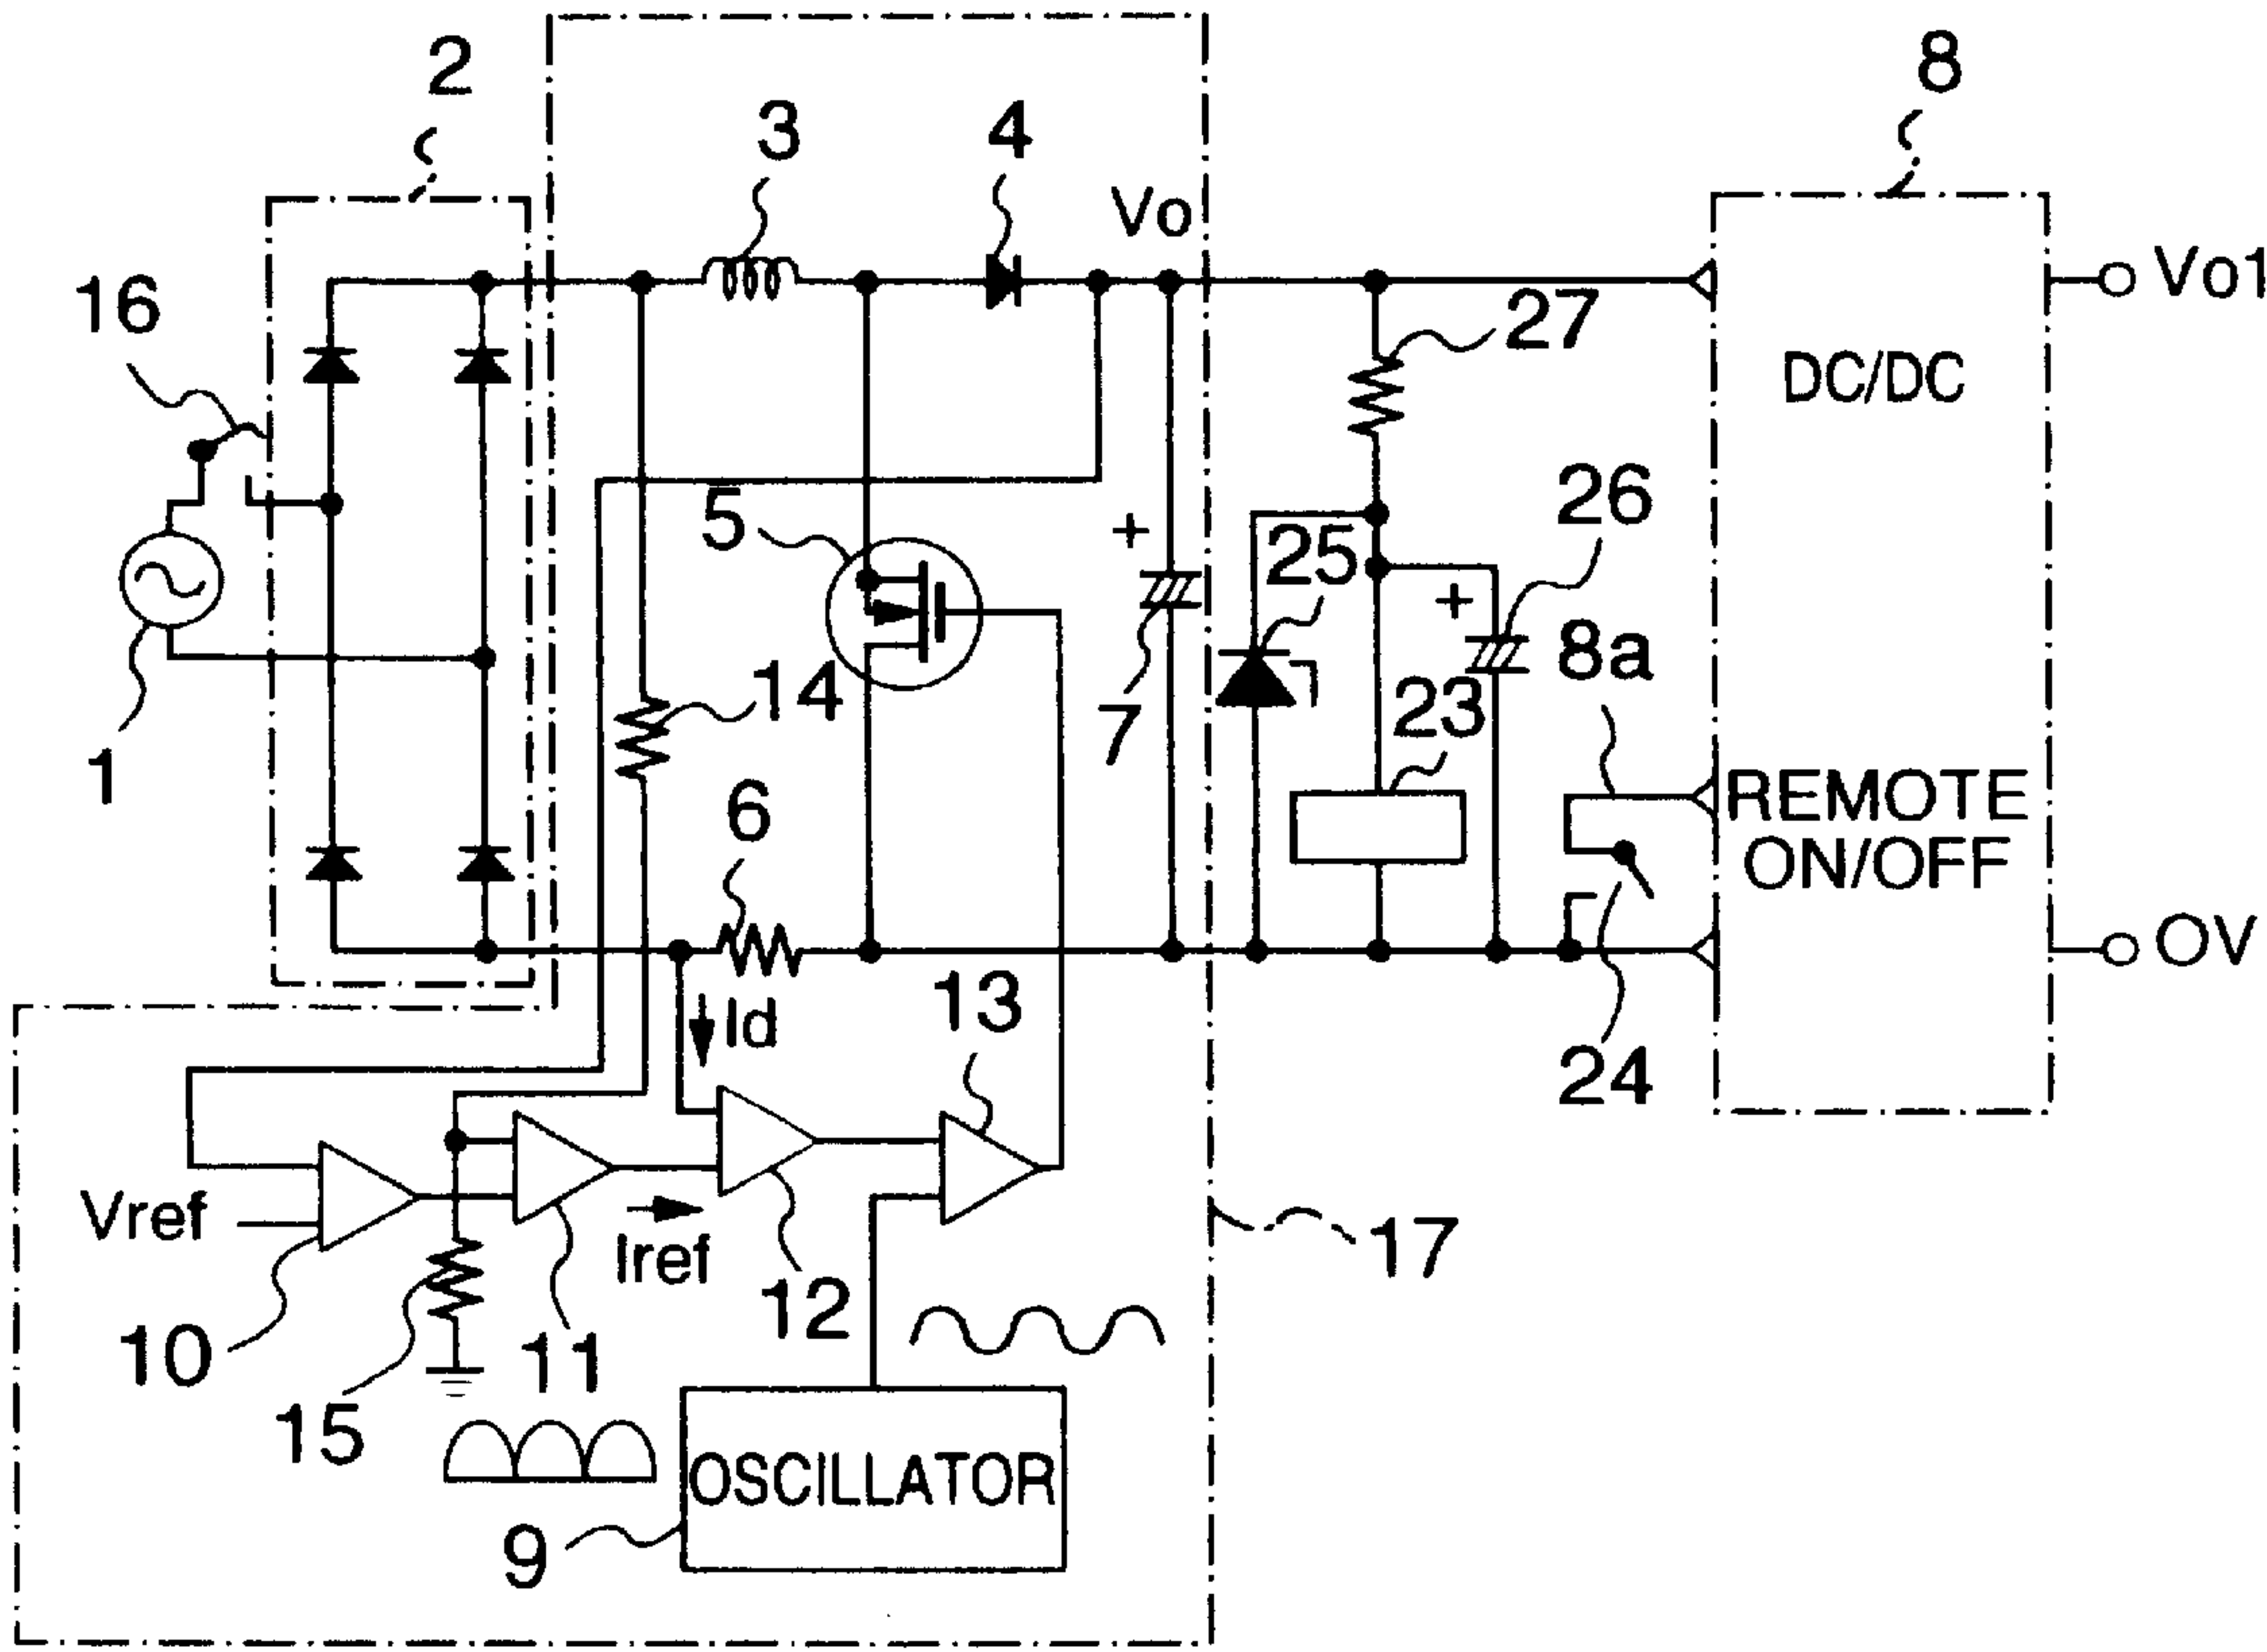 2
8
3
4
Vo
16
Vo1
27
DC/DC
5
+
25
26
+
8a
14
7
23
1
6
REMOTE
ON/OFF
OV
13
Id
24
Vref
Iref
17
12
10
11
15
OSCILLATOR
9